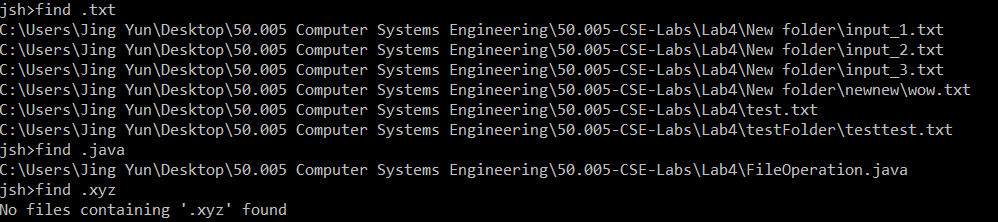 jsh>find .txt
C:\Users\Jing Yun\Desktop\50.005 Computer Systems Engineering\50.005-CSE-Labs\Lab4\New folder\input_1.txt
C:\Users\Jing Yun\Desktop\50.005 Computer Systems Engineering\50.005-CSE-Labs\Lab4\New folder\input_2.txt
C:\Users\Jing Yun\Desktop\50.005 Computer Systems Engineering\50.005-CSE-Labs\Lab4\New folder\input_3.txt
C:\Users\Jing Yun\Desktop\50.005 Computer Systems Engineering\50.005-CSE-Labs\Lab4\New folder\newnew\wow.txt
C:\Users\Jing Yun\Desktop\50.005 Computer Systems Engineering\50.005-CSE-Labs\Lab4\test.txt
C:\Users\Jing Yun\Desktop\50.005 Computer Systems Engineering\50.005-CSE-Labs\Lab4\testFolder\testtest.txt
jsh>find .java
C:\Users\Jing Yun\Desktop\50.005 Computer Systems Engineering\50.005-CSE-Labs\Lab4\FileOperation.java
jsh>find .xyz
No files containing '.xyz' found